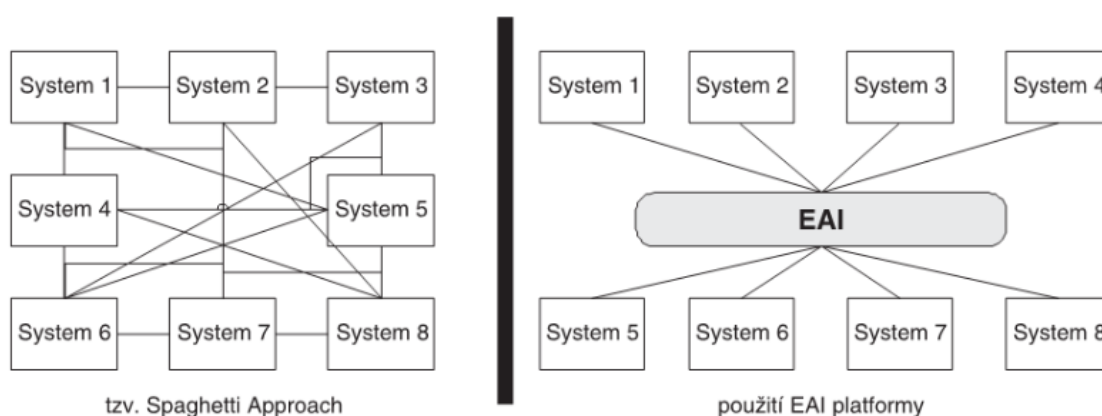 System 1
System 2
System 3
System 4
System 5
System 6
System 7
System 8
tzv. Spaghetti Approach
System 1
System 2
System 3
System 4
EAI
System 5
System 6
System 7
System 8
použití EAI platformy